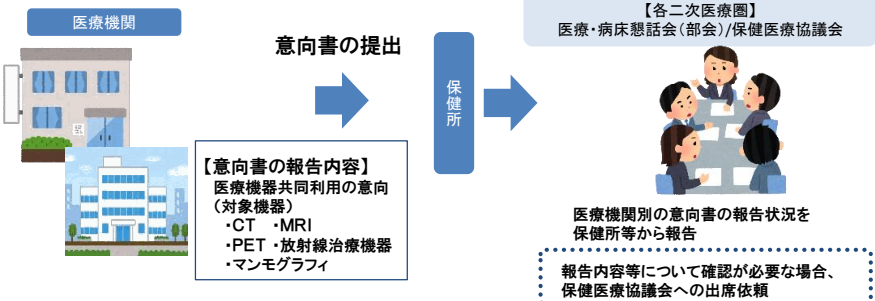 医療機関
意向書の提出
【意向書の報告内容】
医療機器共同利用の意向
（対象機器）
・CT　・MRI
・PET ・放射線治療機器
・マンモグラフィ
保健所
【各二次医療圏】
医療・病床懇話会（部会）/保健医療協議会
医療機関別の意向書の報告状況を
保健所等から報告
報告内容等について確認が必要な場合、
保健医療協議会への出席依頼